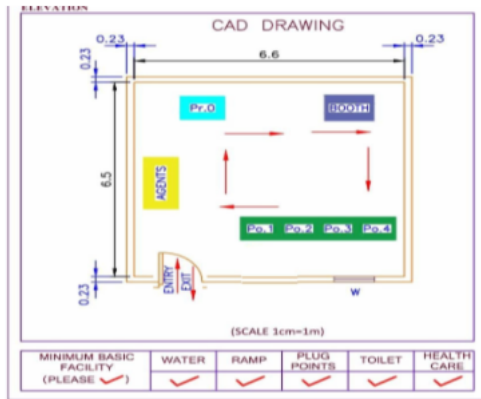 ELEVATION
CAD DRAWING
0.23
0.23
6.6
0.23
Pr.O
BOOTH
6.5
AGENTS
Po.1 Po.2 Po.3 Po.4
0.23
ENTRY
EXIT
W
(SCALE 1cm=1m)
MINIMUM BASIC FACILITY (PLEASE ✓)
WATER
RAMP
PLUG POINTS
TOILET
HEALTH CARE